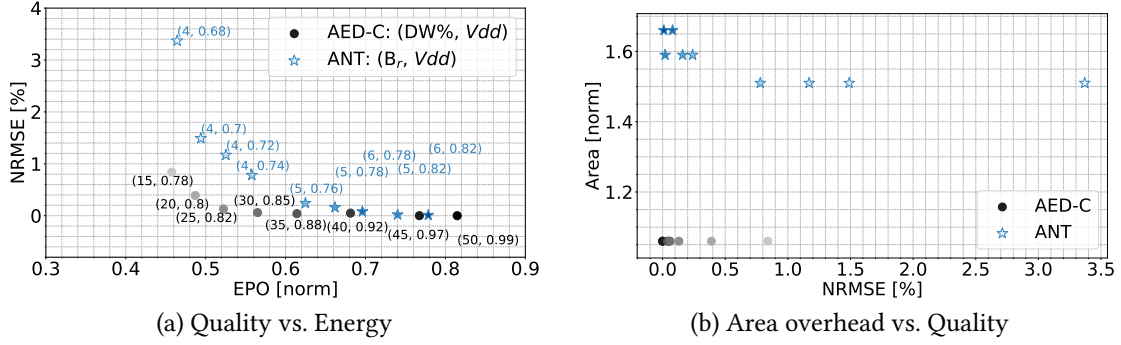 4
3
2
1
0
NRMSE [%]
(4, 0.68)
AED-C: (DW%, Vdd)
ANT: (Br, Vdd)
(4, 0.7)
(4, 0.72)
(4, 0.74)
(6, 0.78)
(6, 0.82)
(5, 0.78)
(5, 0.82)
(5, 0.76)
(15, 0.78)
(20, 0.8)
(25, 0.82)
(30, 0.85)
(35, 0.88)
(40, 0.92)
(45, 0.97)
(50, 0.99)
0.3 0.4 0.5 0.6 0.7 0.8 0.9
EPO [norm]
(a) Quality vs. Energy
1.6
1.4
1.2
Area [norm]
AED-C
ANT
0.0 0.5 1.0 1.5 2.0 2.5 3.0 3.5
NRMSE [%]
(b) Area overhead vs. Quality